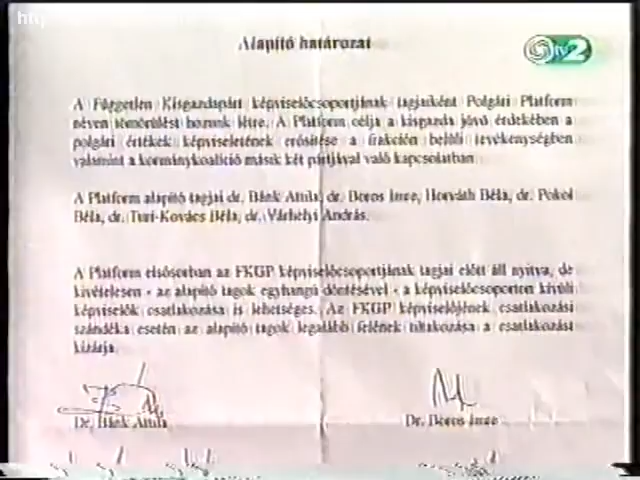 htt
tv2
Alapító határozat
A Független Kisgazdapárt képviselőcsoportjának tagjaiként Polgári Platform
néven tömörülést hozunk létre. A Platform célja a kisgazda jövő érdekében a
polgári értékek képviseletének erősítése a frakción belüli tevékenységben
valamint a kormánykoalíció másik két pártjával való kapcsolatban.
A Platform alapító tagjai dr. Bánk Attila, dr. Boros Imre, Horváth Béla, dr. Pokol
Béla, dr. Turi-Kovács Béla, dr. Várhelyi András.
A Platform elsősorban az FKGP képviselőcsoportjának tagjai előtt áll nyitva, de
kivételesen - az alapító tagok egyhangú döntésével - a képviselőcsoporton kívüli
képviselők csatlakozása is lehetséges. Az FKGP képviselőjének csatlakozási
szándéka esetén az alapító tagok legalább felének tiltakozása a csatlakozást
kizárja.
Dr. Bánk Attila
Dr. Boros Imre